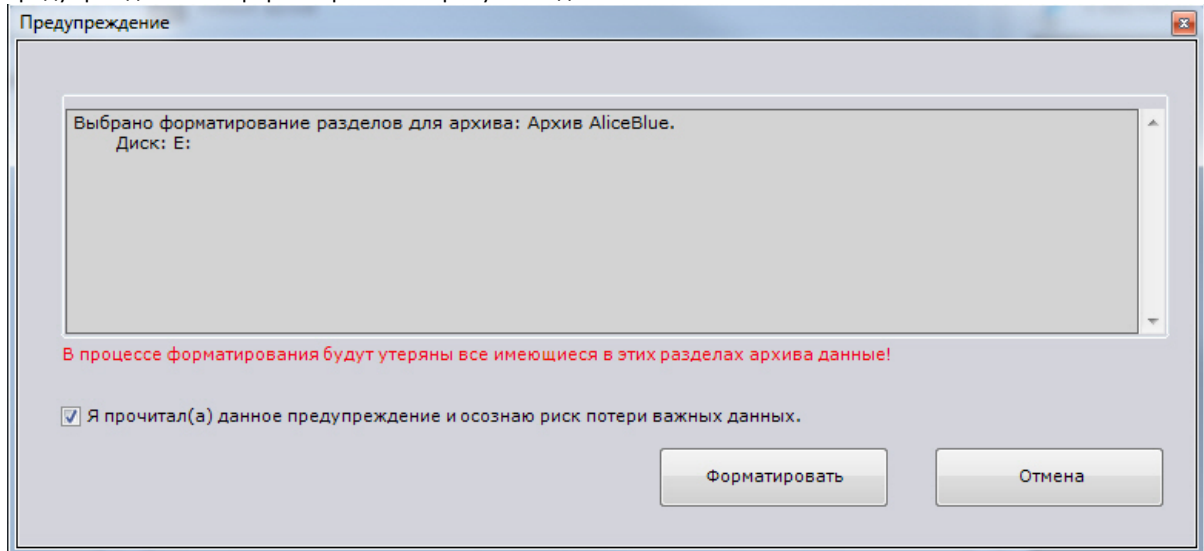 Предупреждение
Выбрано форматирование разделов для архива: Архив AliceBlue.
Диск: E:
В процессе форматирования будут утеряны все имеющиеся в этих разделах архива данные!
Я прочитал(а) данное предупреждение и осознаю риск потери важных данных.
Форматировать
Отмена